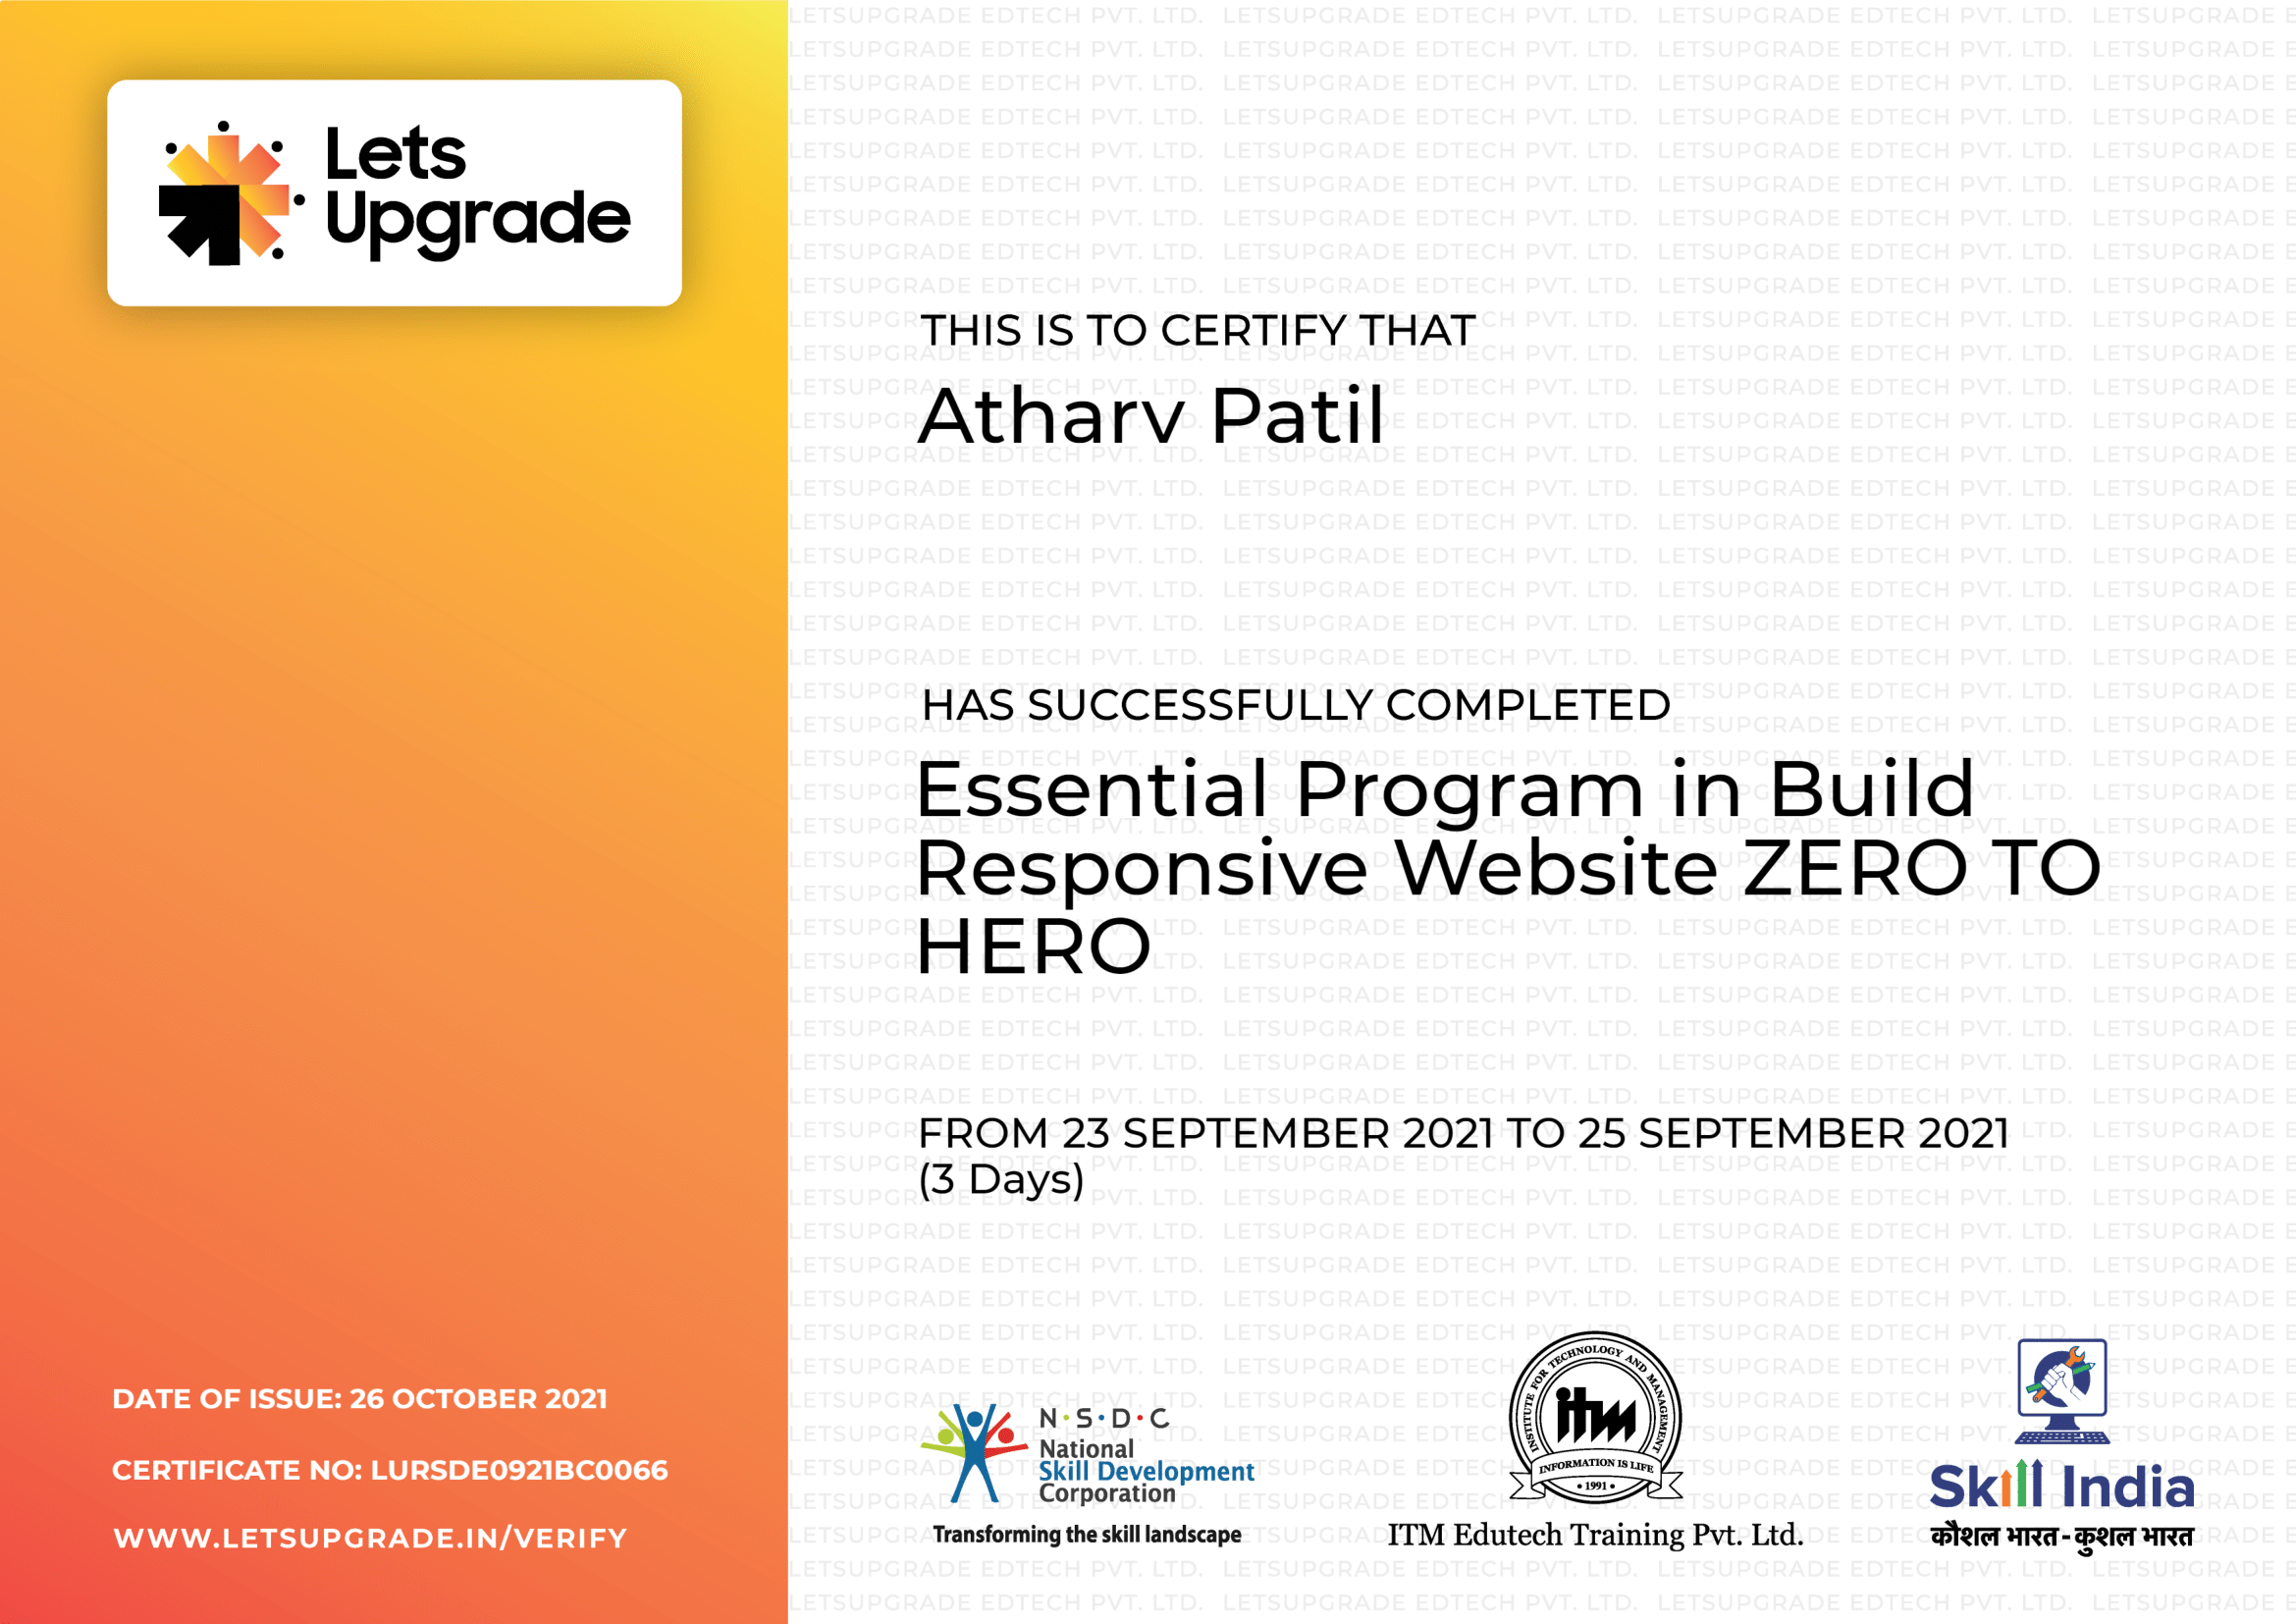 Lets
Upgrade
THIS IS TO CERTIFY THAT
Atharv Patil
HAS SUCCESSFULLY COMPLETED
Essential Program in Build
Responsive Website ZERO TO
HERO
FROM 23 SEPTEMBER 2021 TO 25 SEPTEMBER 2021
(3 Days)
DATE OF ISSUE: 26 OCTOBER 2021
CERTIFICATE NO: LURSDE0921BC0066
WWW.LETSUPGRADE.IN/VERIFY
N·S·D·C
National
Skill Development
Corporation
Transforming the skill landscape
INSTITUTE FOR TECHNOLOGY AND MANAGEMENT
itm
INFORMATION IS LIFE
• 1991 •
ITM Edutech Training Pvt. Ltd.
Skill India
कौशल भारत - कुशल भारत
LETSUPGRADE EDTECH PVT. LTD.